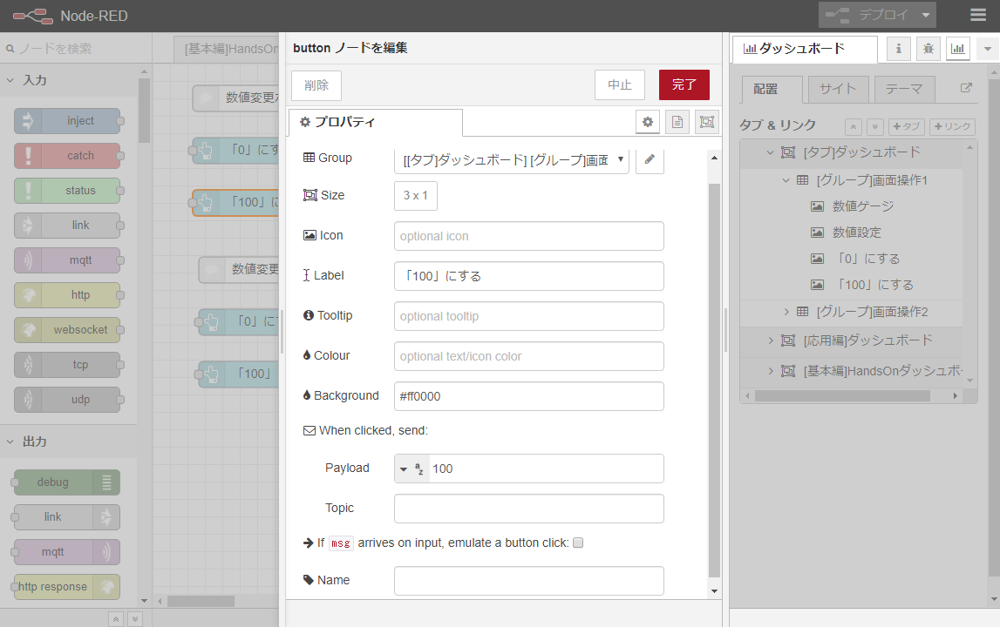 Node-RED
デプロイ
ノードを検索
入力
inject
catch
status
link
mqtt
http
websocket
tcp
udp
出力
debug
link
mqtt
http response
[基本編]HandsOn
数値変更
「0」にす
「100」に
数値変更
「0」に
「100」
button ノードを編集
削除
中止
完了
プロパティ
Group
[[タブ]ダッシュボード] [グループ]画面
Size
3 x 1
Icon
optional icon
Label
「100」にする
Tooltip
optional tooltip
Colour
optional text/icon color
Background
#ff0000
When clicked, send:
Payload
a z
100
Topic
If msg arrives on input, emulate a button click:
Name
ダッシュボード
配置
サイト
テーマ
タブ & リンク
+タブ
+リンク
[タブ]ダッシュボード
[グループ]画面操作1
数値ゲージ
数値設定
「0」にする
「100」にする
[グループ]画面操作2
[応用編]ダッシュボード
[基本編]HandsOnダッシュボー